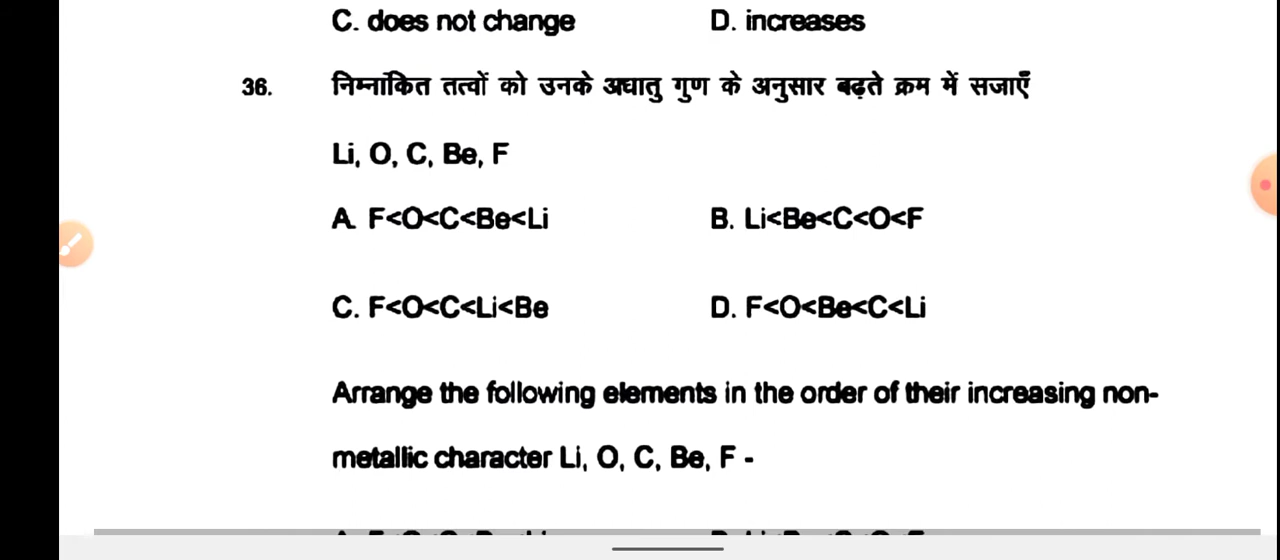 C. does not change D. increases
36. निम्नांकित तत्वों को उनके अधातु गुण के अनुसार बढ़ते क्रम में सजाएँ
Li, O, C, Be, F
A. F<O<C<Be<Li B. Li<Be<C<O<F
C. F<O<C<Li<Be D. F<O<Be<C<Li
Arrange the following elements in the order of their increasing non-
metallic character Li, O, C, Be, F -